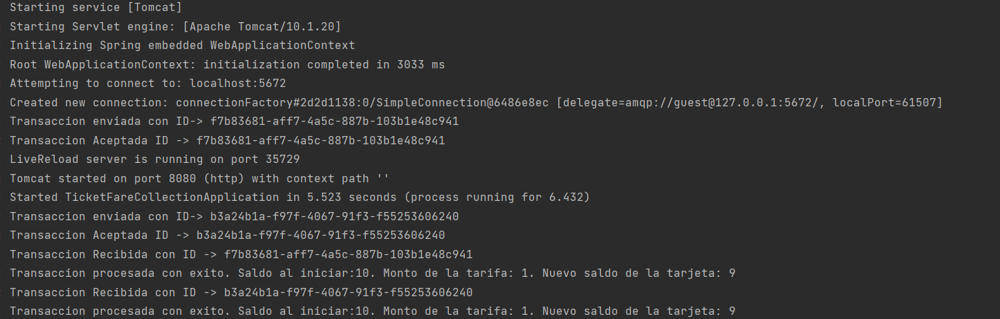 Starting service [Tomcat]
Starting Servlet engine: [Apache Tomcat/10.1.20]
Initializing Spring embedded WebApplicationContext
Root WebApplicationContext: initialization completed in 3033 ms
Attempting to connect to: localhost:5672
Created new connection: connectionFactory#2d2d1138:0/SimpleConnection@6486e8ec [delegate=amqp://guest@127.0.0.1:5672/, localPort=61507]
Transaccion enviada con ID-> f7b83681-aff7-4a5c-887b-103b1e48c941
Transaccion Aceptada ID -> f7b83681-aff7-4a5c-887b-103b1e48c941
LiveReload server is running on port 35729
Tomcat started on port 8080 (http) with context path ''
Started TicketFareCollectionApplication in 5.523 seconds (process running for 6.432)
Transaccion enviada con ID-> b3a24b1a-f97f-4067-91f3-f55253606240
Transaccion Aceptada ID -> b3a24b1a-f97f-4067-91f3-f55253606240
Transaccion Recibida con ID -> f7b83681-aff7-4a5c-887b-103b1e48c941
Transaccion procesada con exito. Saldo al iniciar:10. Monto de la tarifa: 1. Nuevo saldo de la tarjeta: 9
Transaccion Recibida con ID -> b3a24b1a-f97f-4067-91f3-f55253606240
Transaccion procesada con exito. Saldo al iniciar:10. Monto de la tarifa: 1. Nuevo saldo de la tarjeta: 9